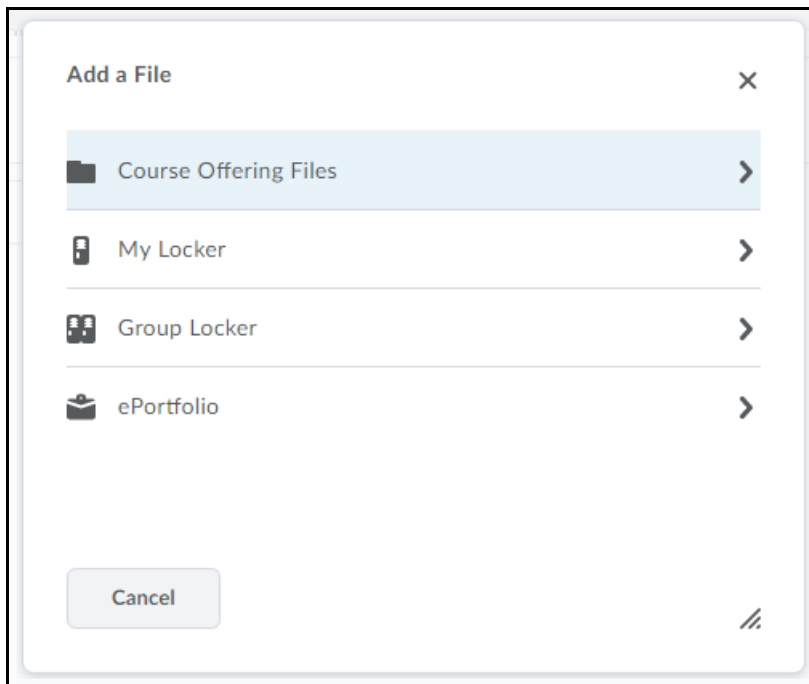 Add a File
Course Offering Files
My Locker
Group Locker
ePortfolio
Cancel